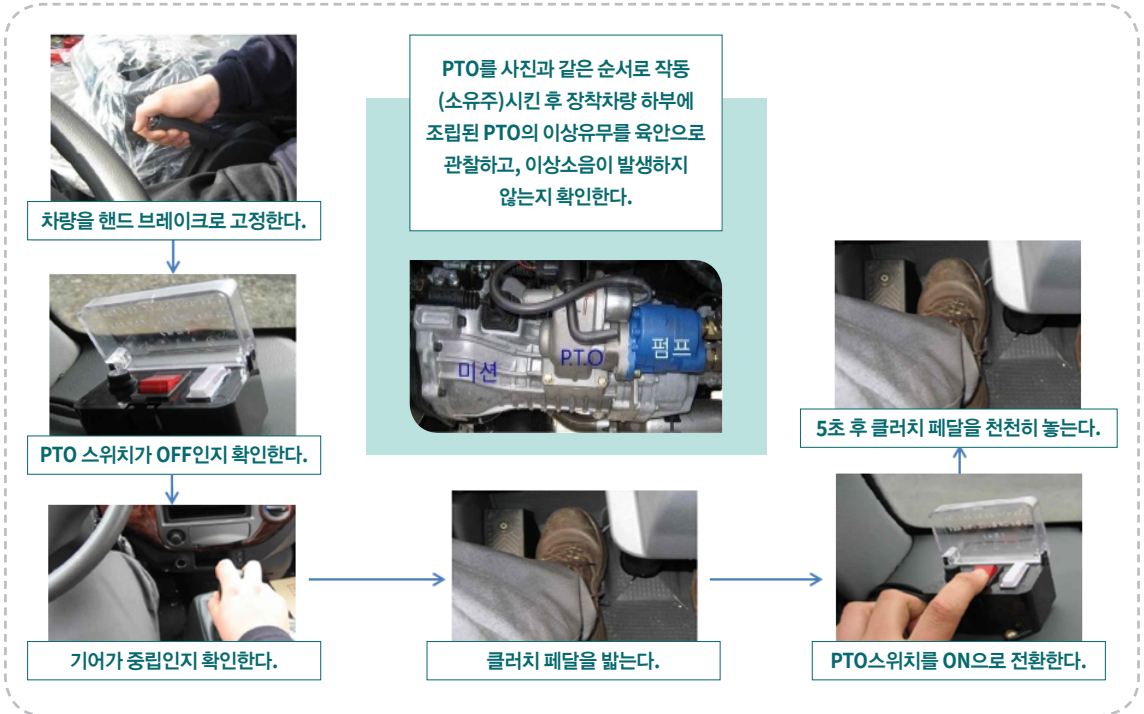 차량을 핸드 브레이크로 고정한다.
PTO 스위치가 OFF인지 확인한다.
기어가 중립인지 확인한다.
클러치 페달을 밟는다.
PTO스위치를 ON으로 전환한다.
5초 후 클러치 페달을 천천히 놓는다.
PTO를 사진과 같은 순서로 작동
(소유주)시킨 후 장착차량 하부에
조립된 PTO의 이상유무를 육안으로
관찰하고, 이상소음이 발생하지
않는지 확인한다.
미션
P.T.O
펌프